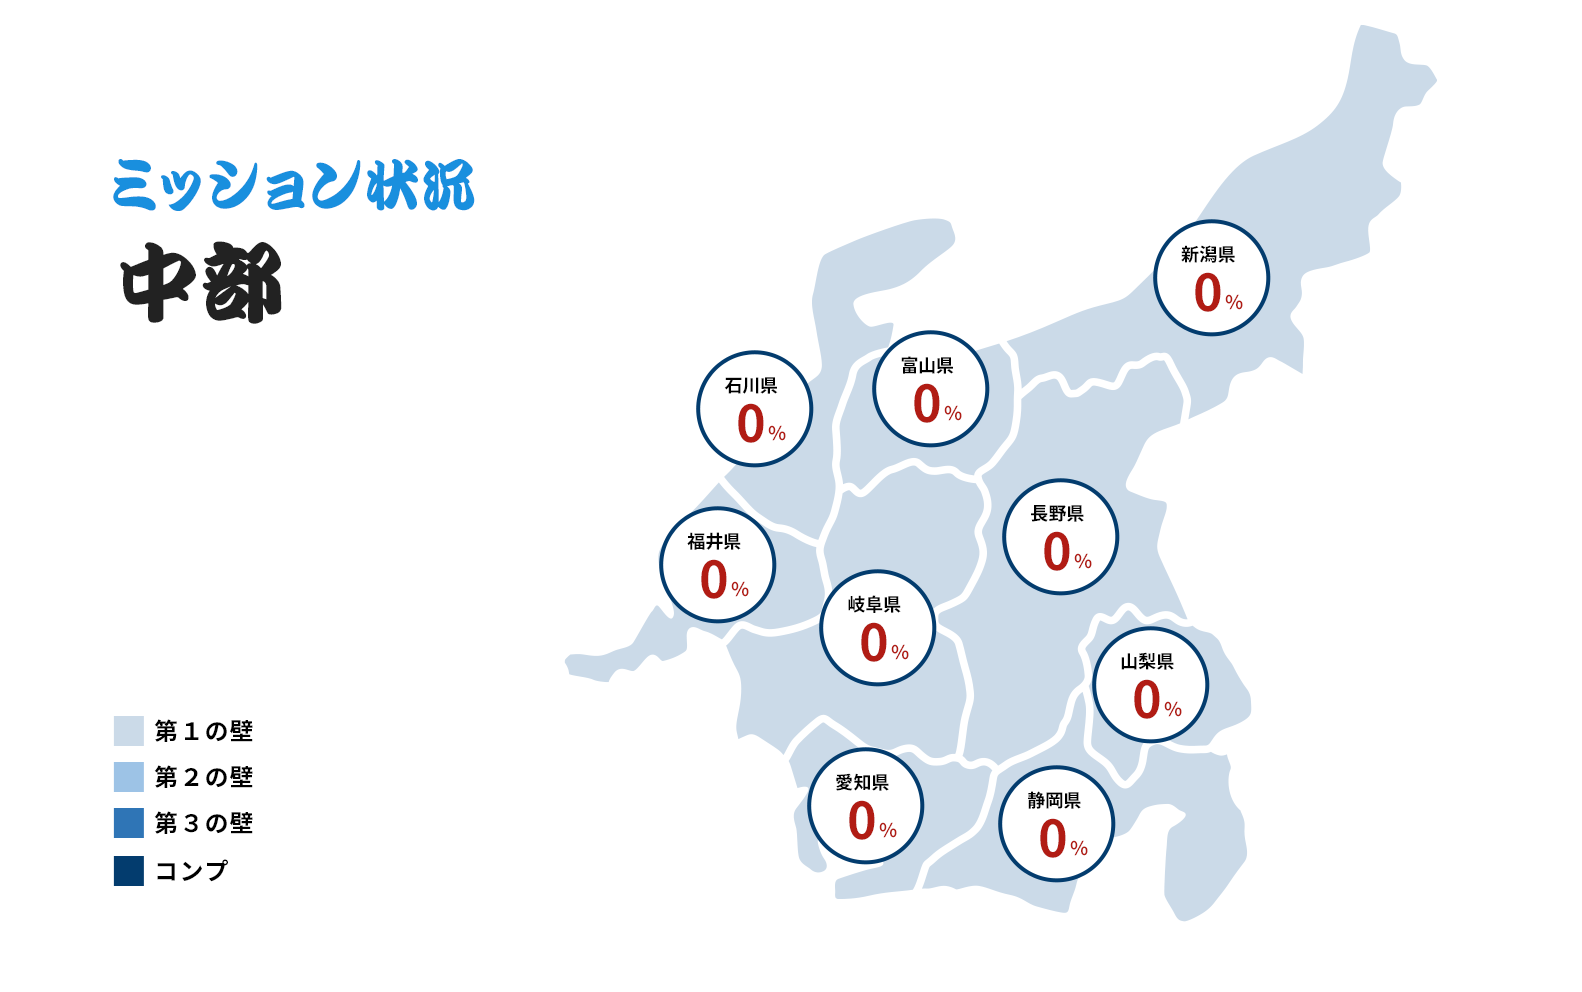 ミッション状況
中部
新潟県
0%
富山県
0%
石川県
0%
長野県
0%
福井県
0%
岐阜県
0%
山梨県
0%
愛知県
0%
静岡県
0%
第１の壁
第２の壁
第３の壁
コンプ